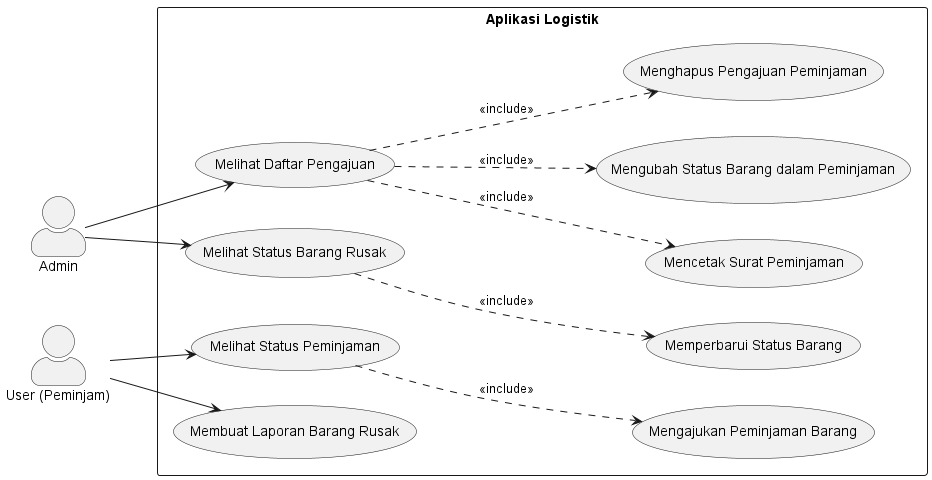 Aplikasi Logistik
Menghapus Pengajuan Peminjaman
«include»
Melihat Daftar Pengajuan
«include»
Mengubah Status Barang dalam Peminjaman
«include»
Admin
Melihat Status Barang Rusak
Mencetak Surat Peminjaman
«include»
Melihat Status Peminjaman
Memperbarui Status Barang
User (Peminjam)
«include»
Membuat Laporan Barang Rusak
Mengajukan Peminjaman Barang